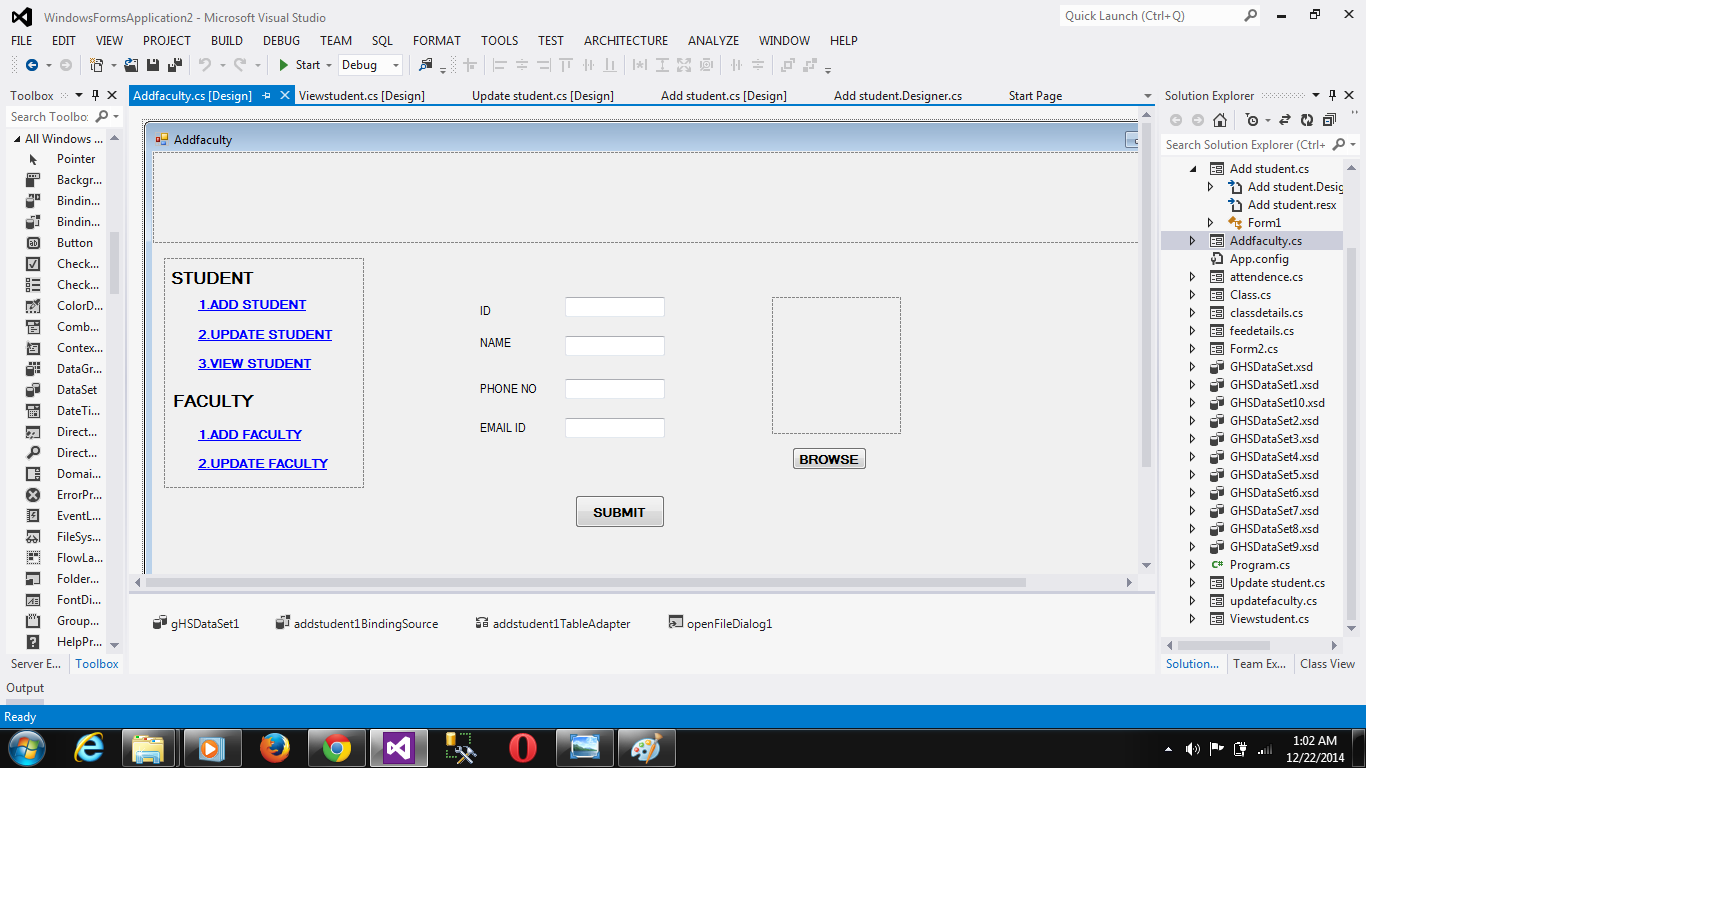 WindowsFormsApplication2 - Microsoft Visual Studio
Quick Launch (Ctrl+Q)
FILE EDIT VIEW PROJECT BUILD DEBUG TEAM SQL FORMAT TOOLS TEST ARCHITECTURE ANALYZE WINDOW HELP
Start Debug
Toolbox
Addfaculty.cs [Design] Viewstudent.cs [Design] Update student.cs [Design] Add student.cs [Design] Add student.Designer.cs Start Page
Solution Explorer
Search Toolbo
Search Solution Explorer (Ctrl+
All Windows ...
Pointer
Backgr...
Bindin...
Bindin...
Button
Check...
Check...
ColorD...
Comb...
Contex...
DataGr...
DataSet
DateTi...
Direct...
Direct...
Domai...
ErrorPr...
EventL...
FileSys...
FlowLa...
Folder...
FontDi...
Group...
HelpPr...
Server E... Toolbox
Addfaculty
STUDENT
1.ADD STUDENT
2.UPDATE STUDENT
3.VIEW STUDENT
FACULTY
1.ADD FACULTY
2.UPDATE FACULTY
ID
NAME
PHONE NO
EMAIL ID
BROWSE
SUBMIT
gHSDataSet1 addstudent1BindingSource addstudent1TableAdapter openFileDialog1
Add student.cs
Add student.Desig
Add student.resx
Form1
Addfaculty.cs
App.config
attendence.cs
Class.cs
classdetails.cs
feedetails.cs
Form2.cs
GHSDataSet.xsd
GHSDataSet1.xsd
GHSDataSet10.xsd
GHSDataSet2.xsd
GHSDataSet3.xsd
GHSDataSet4.xsd
GHSDataSet5.xsd
GHSDataSet6.xsd
GHSDataSet7.xsd
GHSDataSet8.xsd
GHSDataSet9.xsd
C# Program.cs
Update student.cs
updatefaculty.cs
Viewstudent.cs
Solution... Team Ex... Class View
Output
Ready
1:02 AM
12/22/2014